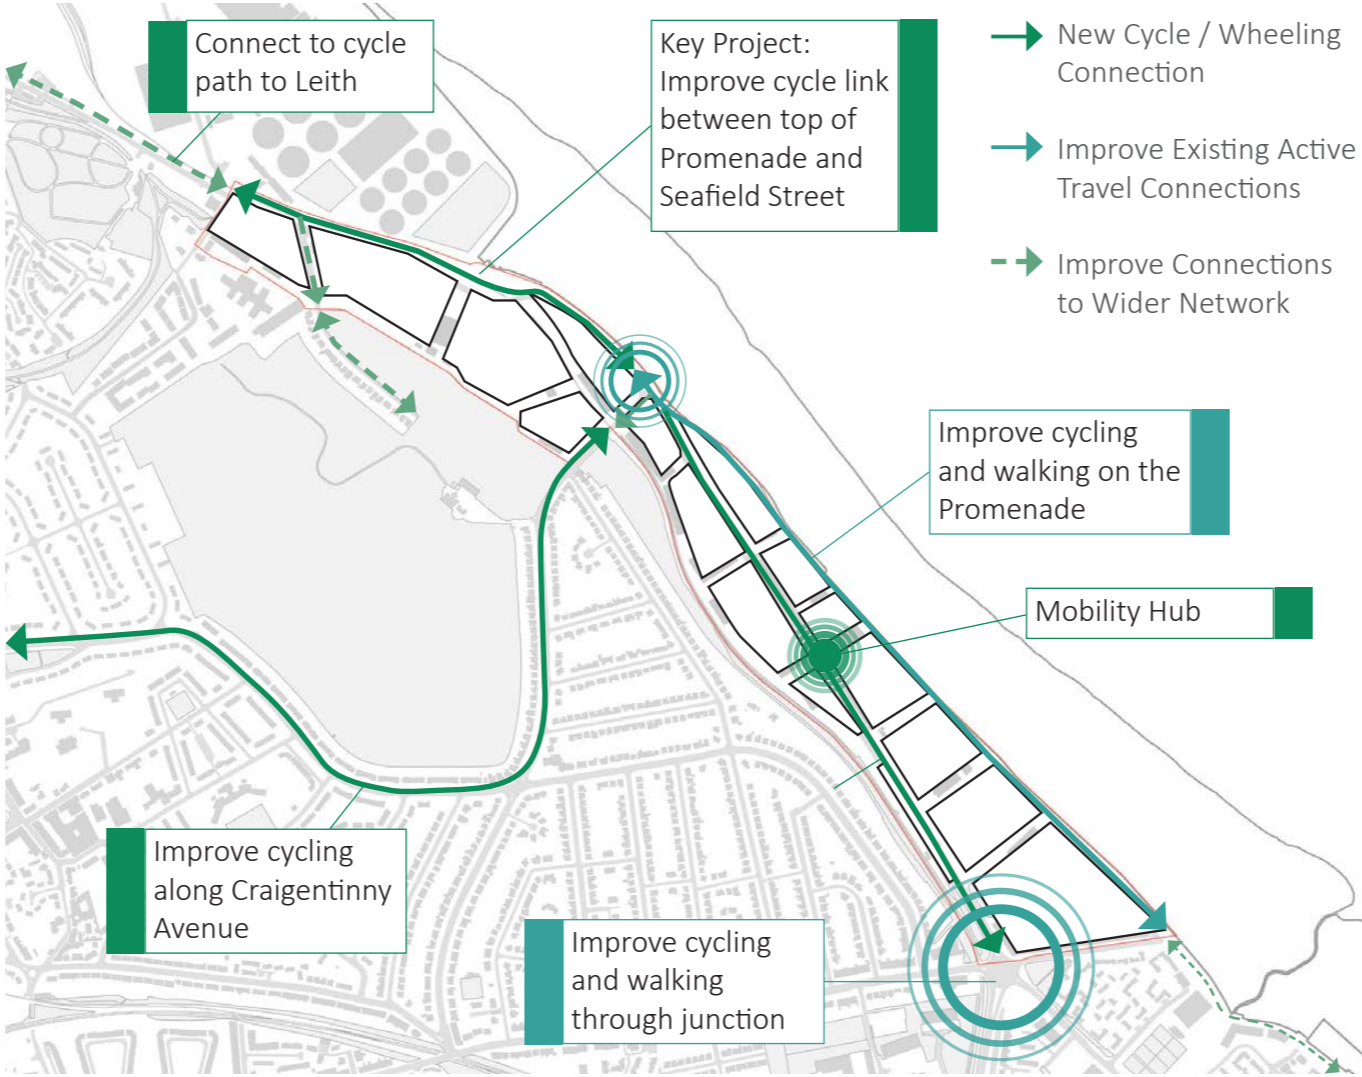 Connect to cycle
path to Leith
Key Project:
Improve cycle link
between top of
Promenade and
Seafield Street
New Cycle / Wheeling
Connection
Improve Existing Active
Travel Connections
Improve Connections
to Wider Network
Improve cycling
and walking on the
Promenade
Mobility Hub
Improve cycling
along Craigentinny
Avenue
Improve cycling
and walking
through junction